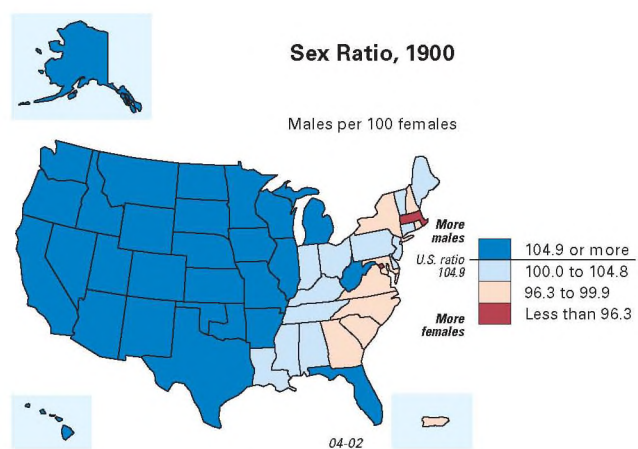 Sex Ratio, 1900
Males per 100 females
More
males
U.S. ratio
104.9
More
females
104.9 or more
100.0 to 104.8
96.3 to 99.9
Less than 96.3
04-02